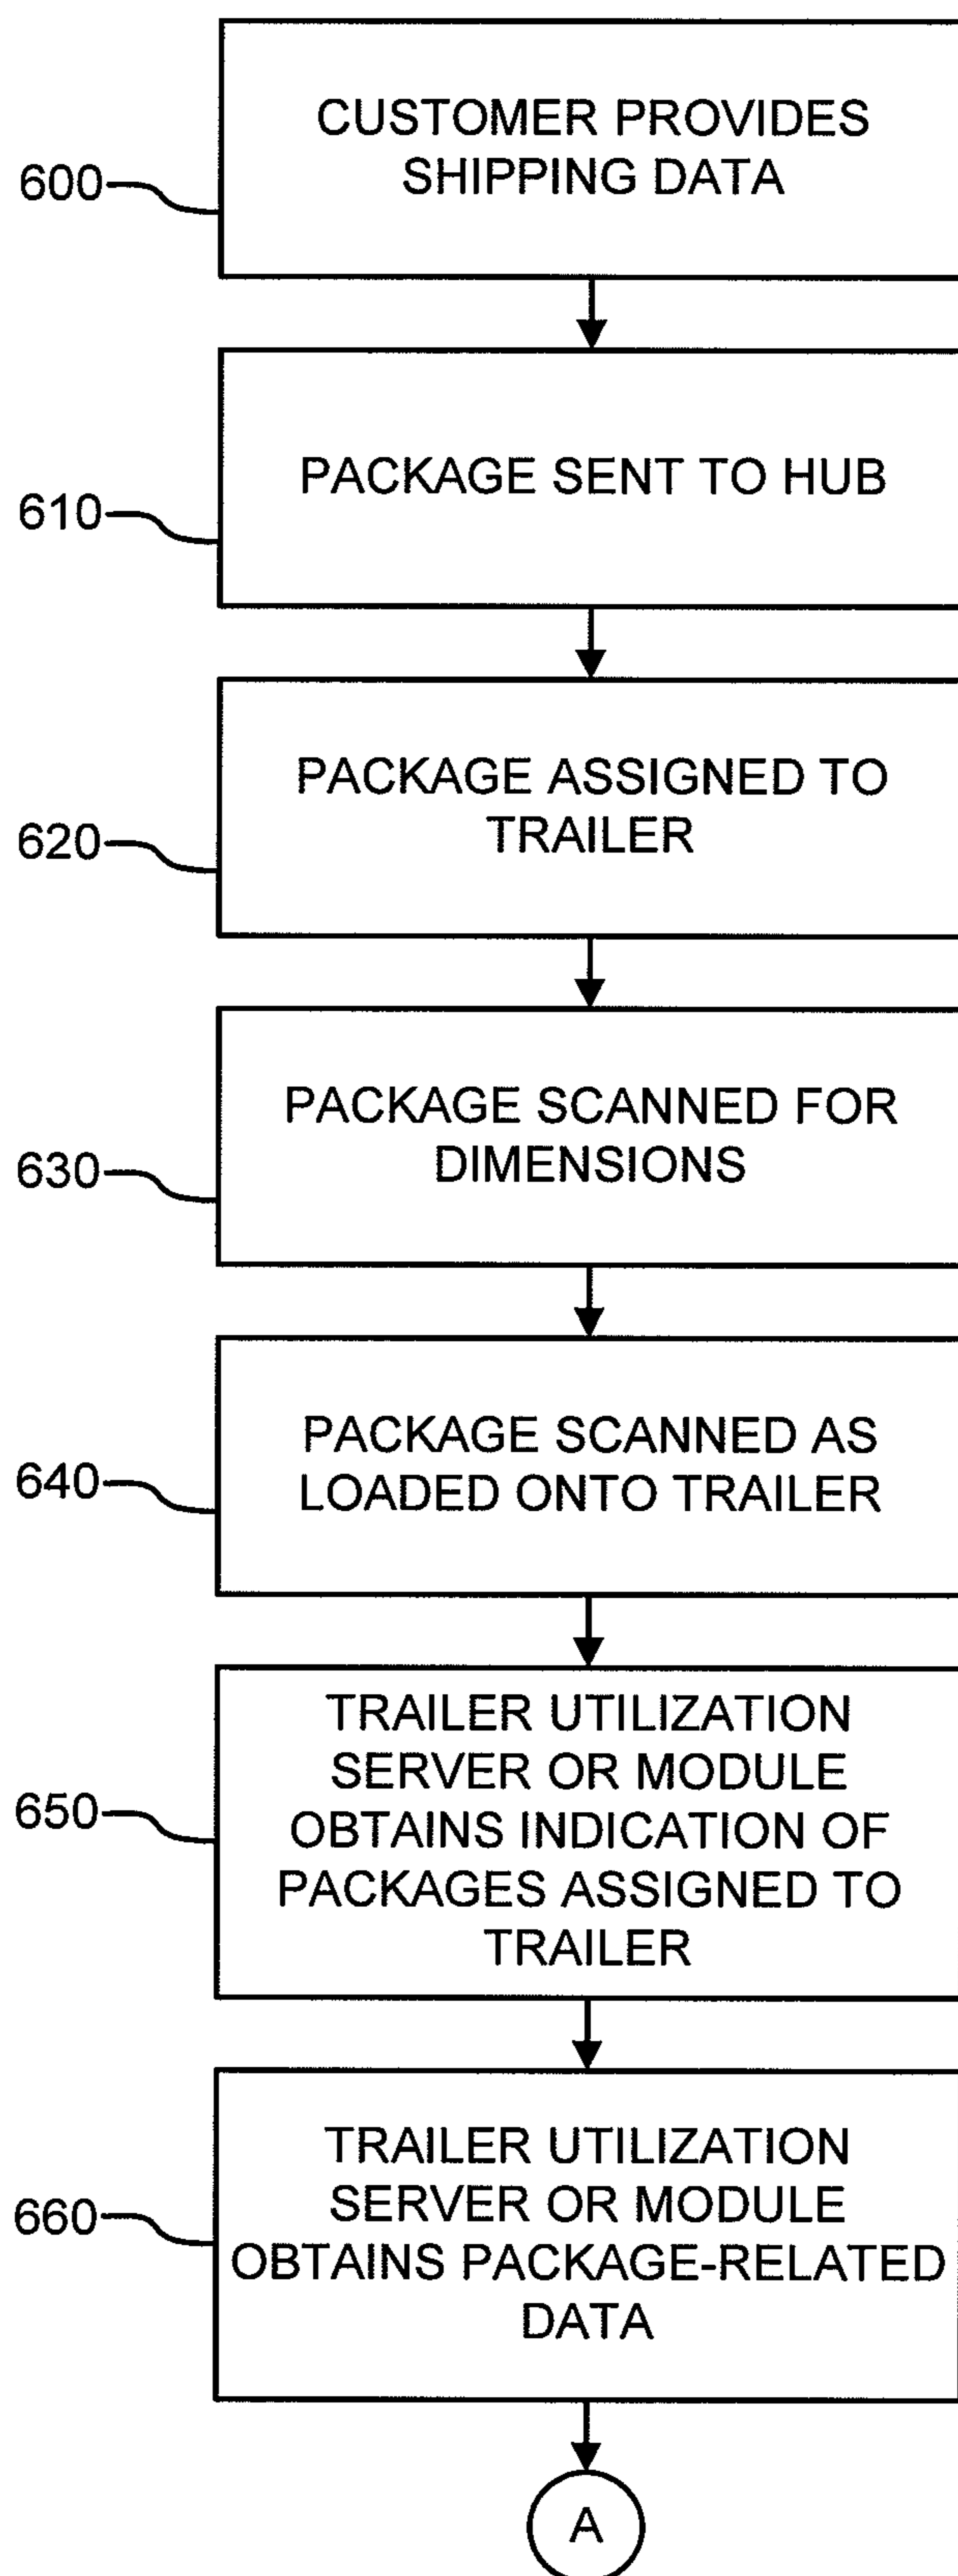 CUSTOMER PROVIDES
SHIPPING DATA
600
PACKAGE SENT TO HUB
610
PACKAGE ASSIGNED TO
TRAILER
620
PACKAGE SCANNED FOR
DIMENSIONS
630
PACKAGE SCANNED AS
LOADED ONTO TRAILER
640
TRAILER UTILIZATION
SERVER OR MODULE
OBTAINS INDICATION OF
PACKAGES ASSIGNED TO
TRAILER
650
TRAILER UTILIZATION
SERVER OR MODULE
OBTAINS PACKAGE-RELATED
DATA
660
A